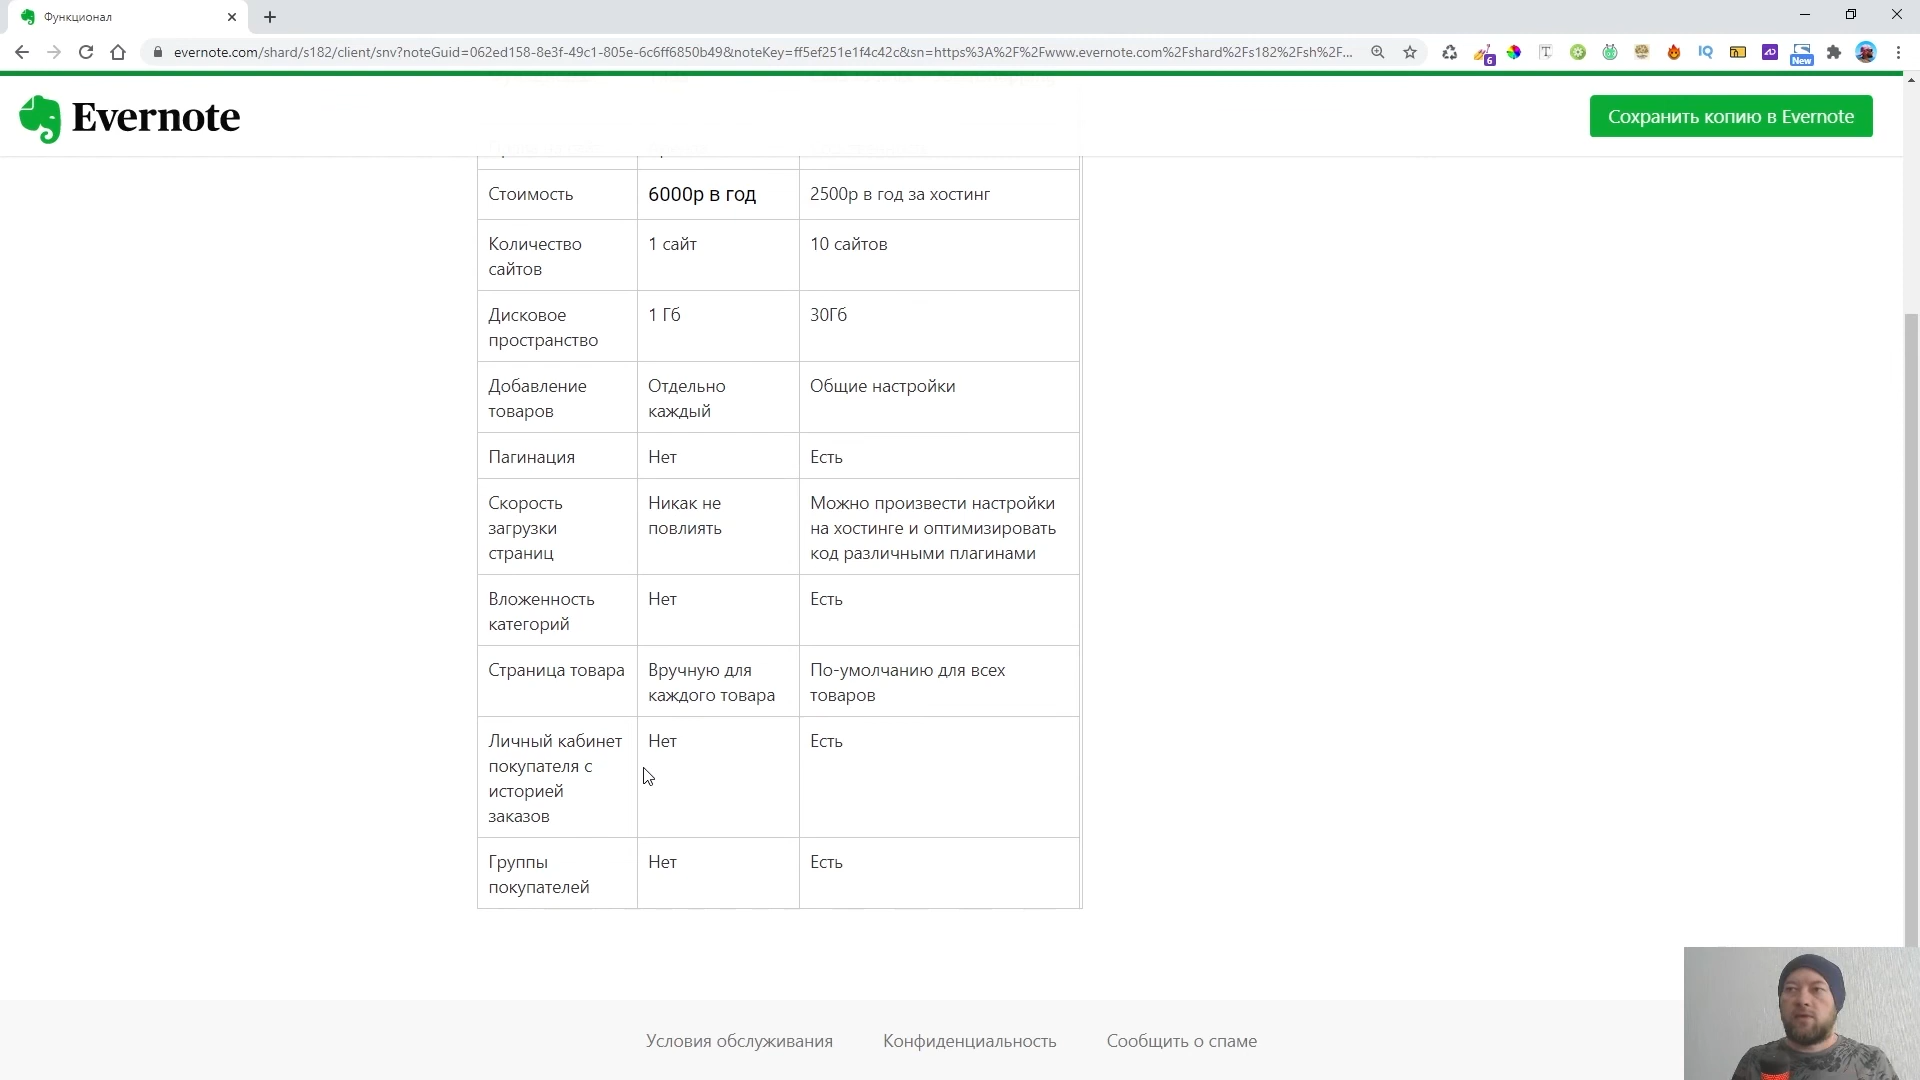 Функционал
evernote.com/shard/s182/client/snv?noteGuid=062ed158-8e3f-49c1-805e-6c6ff6850b49&noteKey=ff5ef251e1f4c42c&sn=https%3A%2F%2Fwww.evernote.com%2Fshard%2Fs182%2Fsh%2F...
6
IQ
New
Evernote
Сохранить копию в Evernote
Стоимость
6000р в год
2500р в год за хостинг
Количество
сайтов
1 сайт
10 сайтов
Дисковое
пространство
1 Гб
30Гб
Добавление
товаров
Отдельно
каждый
Общие настройки
Пагинация
Нет
Есть
Скорость
загрузки
страниц
Никак не
повлиять
Можно произвести настройки
на хостинге и оптимизировать
код различными плагинами
Вложенность
категорий
Нет
Есть
Страница товара
Вручную для
каждого товара
По-умолчанию для всех
товаров
Личный кабинет
покупателя с
историей
заказов
Нет
Есть
Группы
покупателей
Нет
Есть
Условия обслуживания
Конфиденциальность
Сообщить о спаме